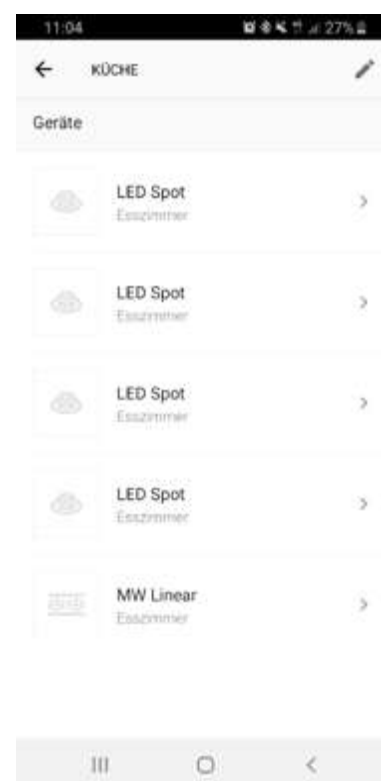 11:04 27%
KÜCHE
Geräte
LED Spot
Esszimmer
LED Spot
Esszimmer
LED Spot
Esszimmer
LED Spot
Esszimmer
MW Linear
Esszimmer